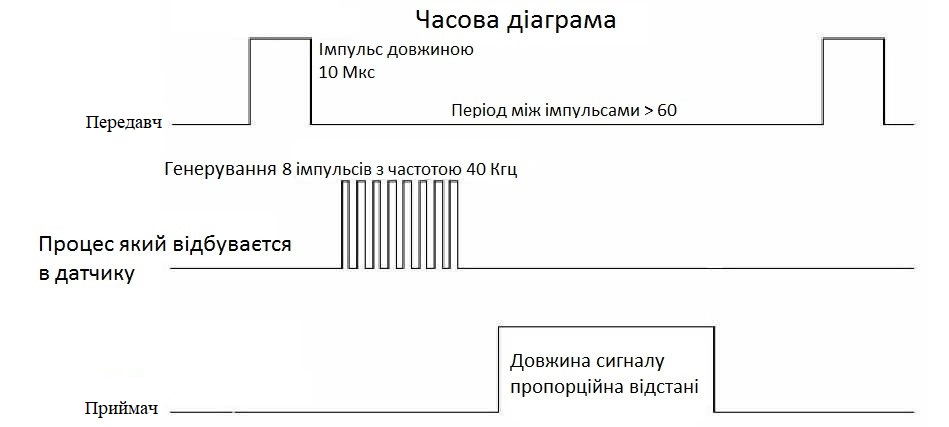 Часова діаграма
Імпульс довжиною
10 Мкс
Період між імпульсами > 60
Передавч
Генерування 8 імпульсів з частотою 40 Кгц
Процес який відбуваєтся
в датчику
Довжина сигналу
пропорційна відстані
Приймач